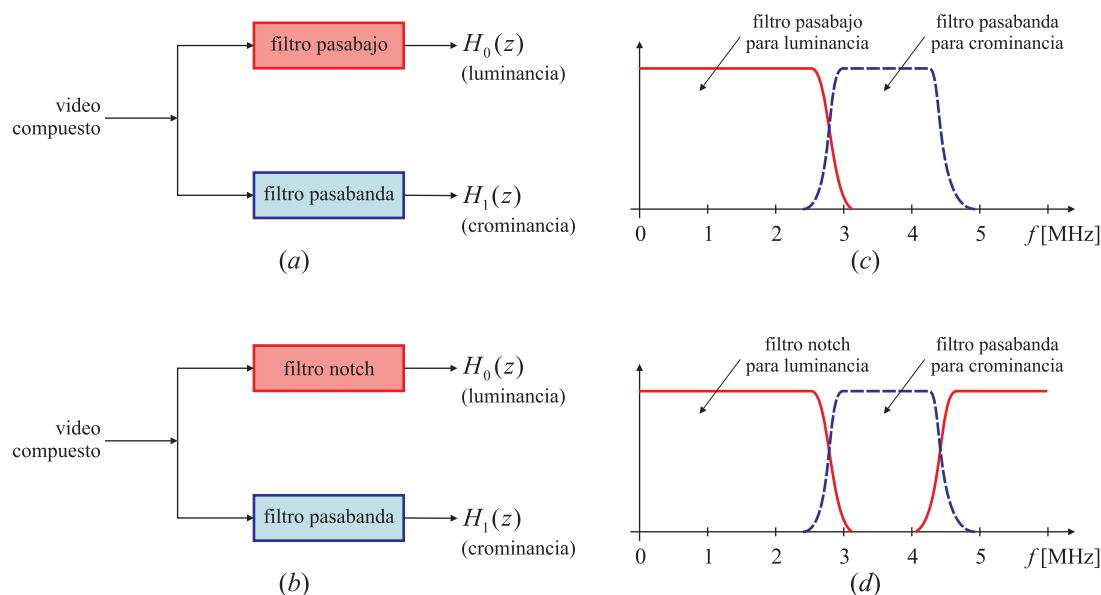 filtro pasabajo
H₀(z)
(luminancia)
video
compuesto
filtro pasabanda
H₁(z)
(crominancia)
(a)
filtro pasabajo
para luminancia
filtro pasabanda
para crominancia
0 1 2 3 4 5 f [MHz]
(c)
filtro notch
H₀(z)
(luminancia)
video
compuesto
filtro pasabanda
H₁(z)
(crominancia)
(b)
filtro notch
para luminancia
filtro pasabanda
para crominancia
0 1 2 3 4 5 f [MHz]
(d)